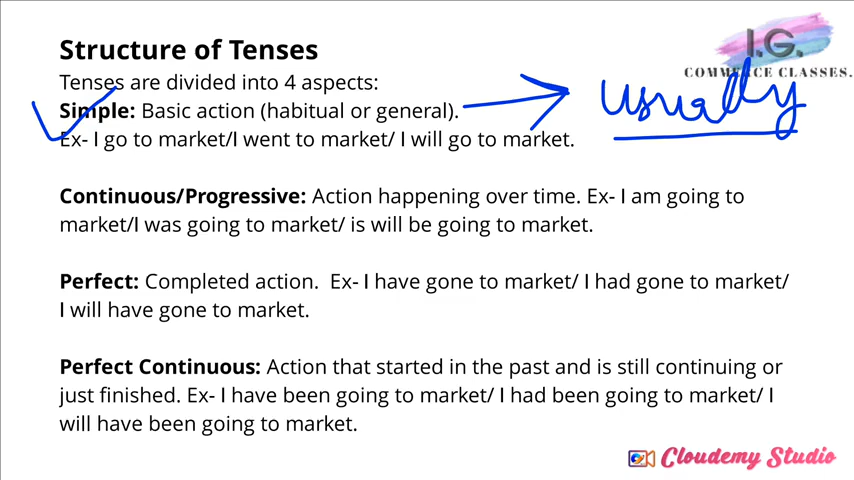 I.G.
COMMERCE CLASSES.
Structure of Tenses
Tenses are divided into 4 aspects:
Simple: Basic action (habitual or general). usually
Ex- I go to market/I went to market/ I will go to market.
Continuous/Progressive: Action happening over time. Ex- I am going to
market/I was going to market/ is will be going to market.
Perfect: Completed action.  Ex- I have gone to market/ I had gone to market/
I will have gone to market.
Perfect Continuous: Action that started in the past and is still continuing or
just finished. Ex- I have been going to market/ I had been going to market/ I
will have been going to market.
Cloudemy Studio